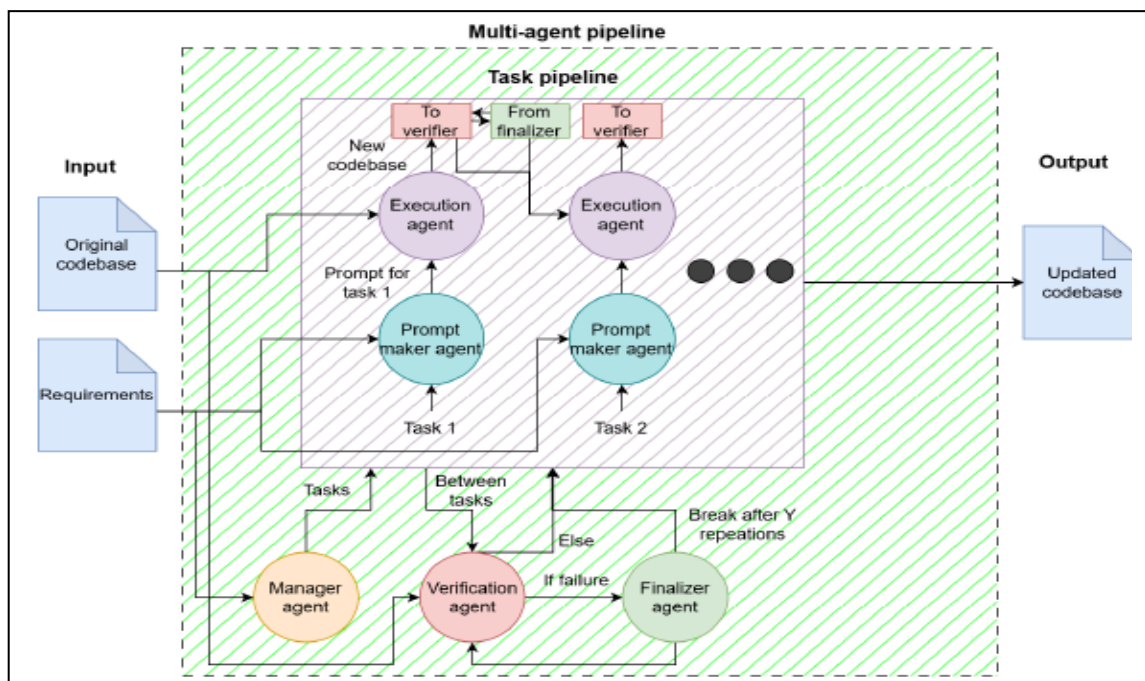 Multi-agent pipeline
Task pipeline
To
verifier
From
finalizer
To
verifier
New
codebase
Input
Output
Execution
agent
Execution
agent
Original
codebase
Updated
codebase
Prompt for
task 1
Prompt
maker agent
Prompt
maker agent
Requirements
Task 1
Task 2
Tasks
Between
tasks
Else
Break after Y
repeations
If failure
Manager
agent
Verification
agent
Finalizer
agent